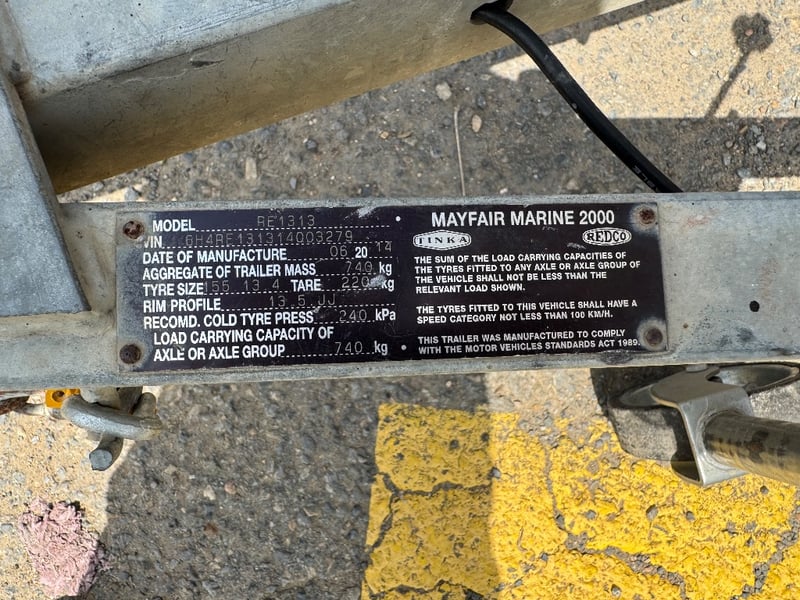 MODEL RE1313
VIN 6H4RE131314003279
DATE OF MANUFACTURE 06 20 14
AGGREGATE OF TRAILER MASS 740 kg
TYRE SIZE 155 13 4 TARE 220 kg
RIM PROFILE 13 5 JJ
RECOMD. COLD TYRE PRESS 240 kPa
LOAD CARRYING CAPACITY OF
AXLE OR AXLE GROUP 740 kg
MAYFAIR MARINE 2000
TINKA REDCO
THE SUM OF THE LOAD CARRYING CAPACITIES OF
THE TYRES FITTED TO ANY AXLE OR AXLE GROUP OF
THE VEHICLE SHALL NOT BE LESS THAN THE
RELEVANT LOAD SHOWN.
THE TYRES FITTED TO THIS VEHICLE SHALL HAVE A
SPEED CATEGORY NOT LESS THAN 100 KM/H.
THIS TRAILER WAS MANUFACTURED TO COMPLY
WITH THE MOTOR VEHICLES STANDARDS ACT 1989.